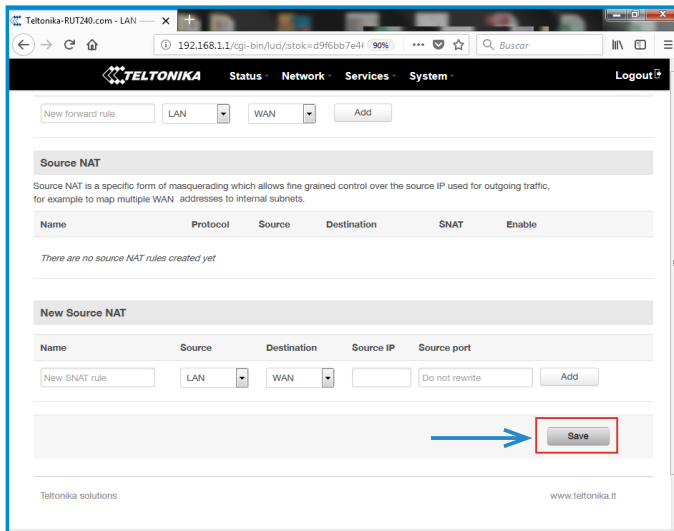 Teltonika-RUT240.com - LAN
192.168.1.1/cgi-bin/luci/;stok=d9f6bb7e4 90% Buscar
TELTONIKA Status Network Services System Logout
New forward rule LAN WAN Add
Source NAT
Source NAT is a specific form of masquerading which allows fine grained control over the source IP used for outgoing traffic,
for example to map multiple WAN addresses to internal subnets.
Name Protocol Source Destination SNAT Enable
There are no source NAT rules created yet
New Source NAT
Name Source Destination Source IP Source port
New SNAT rule LAN WAN Do not rewrite Add
Save
Teltonika solutions www.teltonika.lt